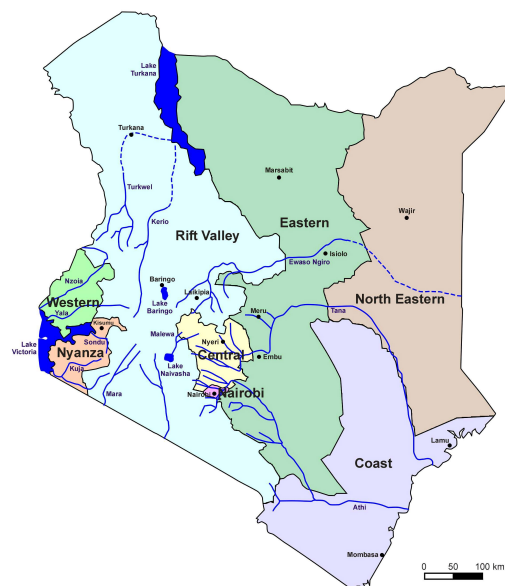 Lake
Turkana
Turkana
Marsabit
Turkwel
Kerio
Eastern
Wajir
Rift Valley
Isiolo
Ewaso Ngiro
Nzoia
Baringo
Laikipia
Western
Lake
Baringo
North Eastern
Yala
Kisumu
Meru
Tana
Malewa
Sondu
Nyeri
Lake
Victoria
Nyanza
Central
Embu
Kuja
Lake
Naivasha
Mara
Nairobi
Nairobi
Lamu
Coast
Athi
Mombasa
0 50 100 km